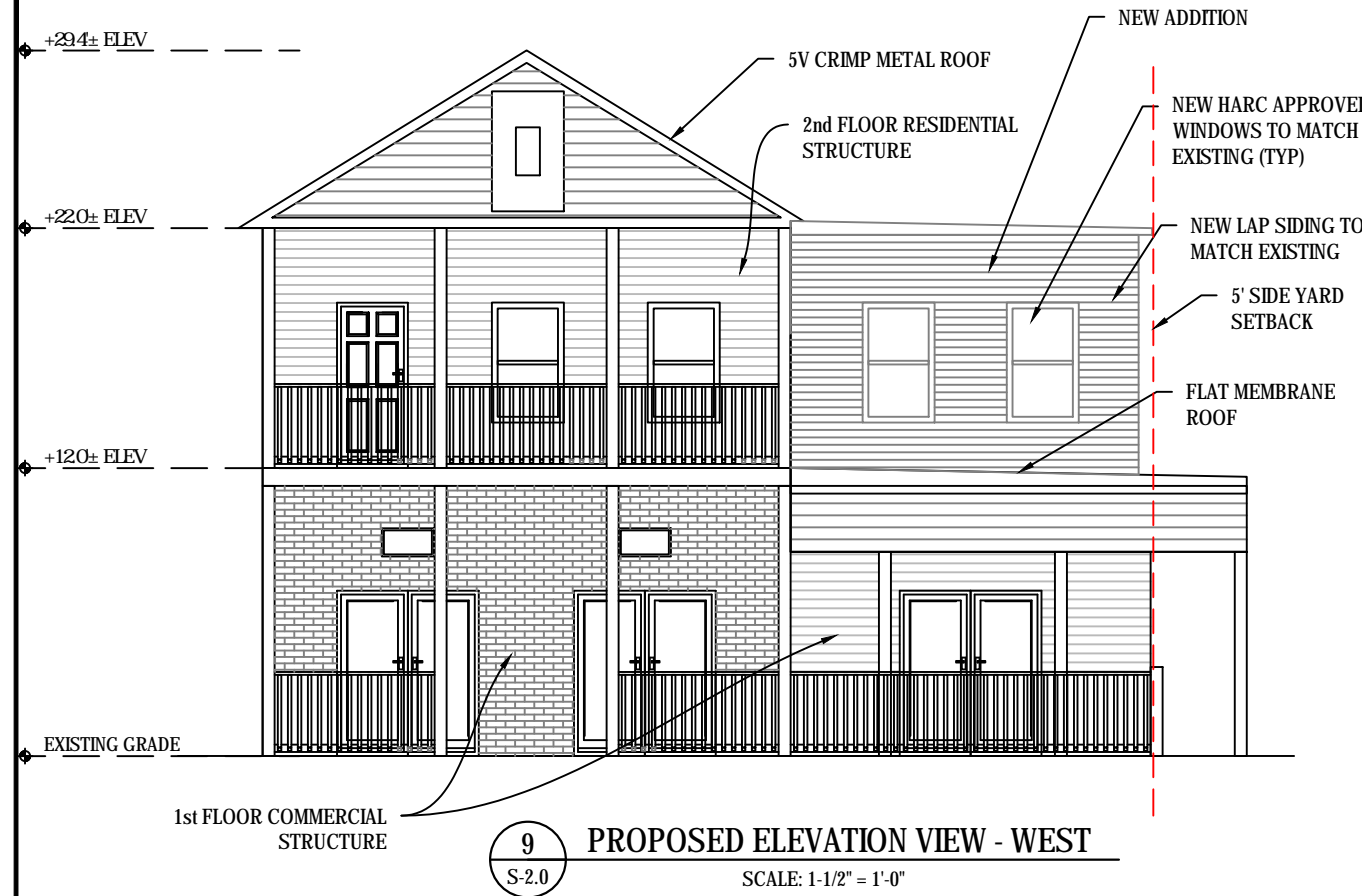 +29.4'± ELEV
NEW ADDITION
5V CRIMP METAL ROOF
2nd FLOOR RESIDENTIAL
STRUCTURE
NEW HARC APPROVED
WINDOWS TO MATCH
EXISTING (TYP)
+22.0'± ELEV
NEW LAP SIDING TO
MATCH EXISTING
5' SIDE YARD
SETBACK
FLAT MEMBRANE
ROOF
+12.0'± ELEV
EXISTING GRADE
1st FLOOR COMMERCIAL
STRUCTURE
9
S-2.0
PROPOSED ELEVATION VIEW - WEST
SCALE: 1-1/2" = 1'-0"